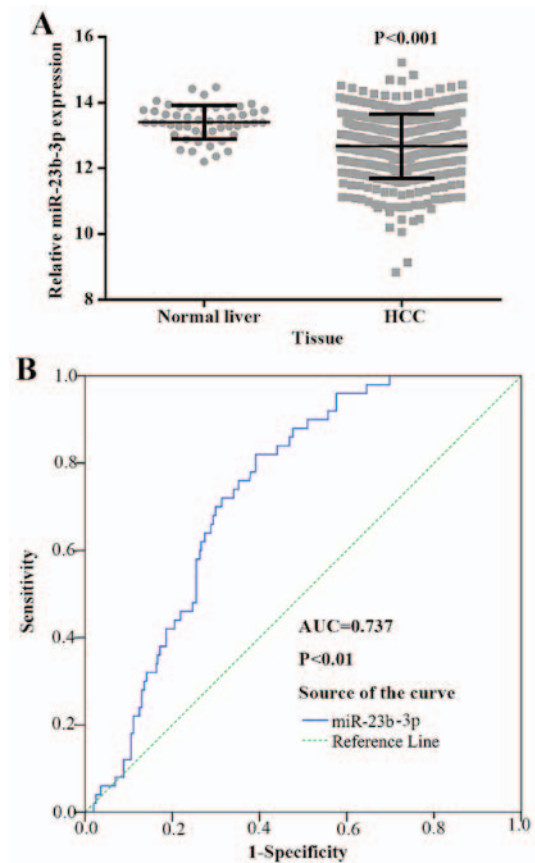 A
P<0.001
Relative miR-23b-3p expression
16
14
12
10
8
Normal liver
HCC
Tissue
B
Sensitivity
1.0
0.8
0.6
0.4
0.2
0.0
AUC=0.737
P<0.01
Source of the curve
miR-23b-3p
Reference Line
0.0 0.2 0.4 0.6 0.8 1.0
1-Specificity